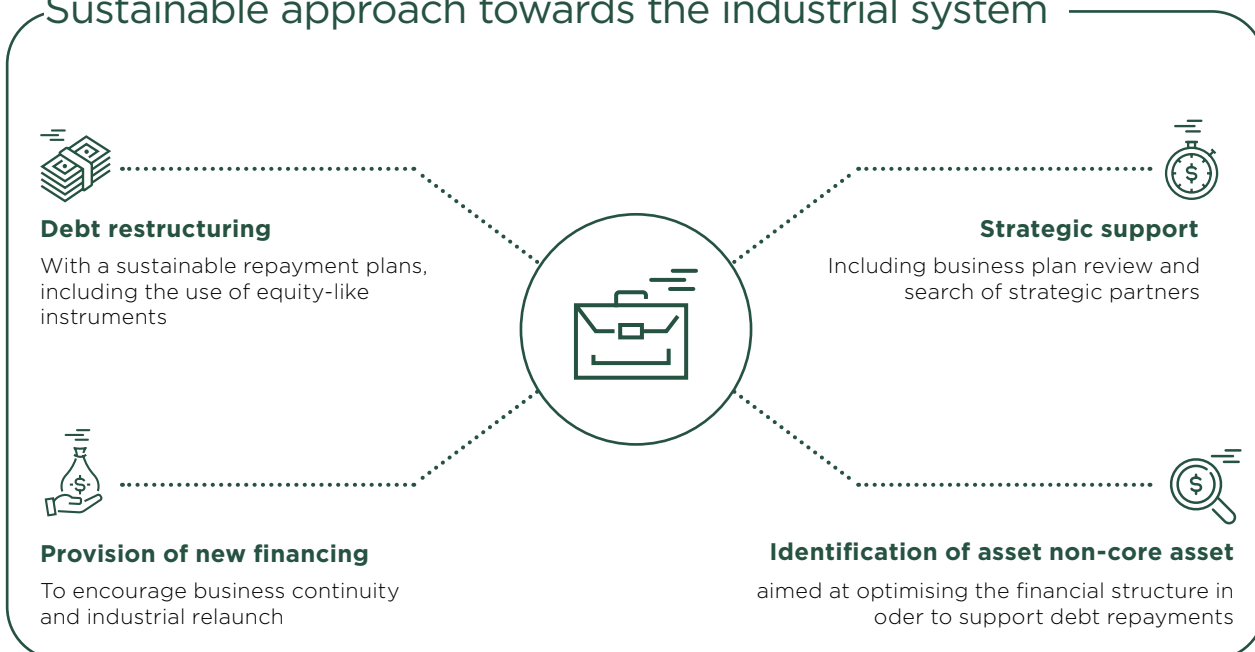 Sustainable approach towards the industrial system
Debt restructuring
With a sustainable repayment plans,
including the use of equity-like
instruments
Strategic support
Including business plan review and
search of strategic partners
Provision of new financing
To encourage business continuity
and industrial relaunch
Identification of asset non-core asset
aimed at optimising the financial structure in
oder to support debt repayments